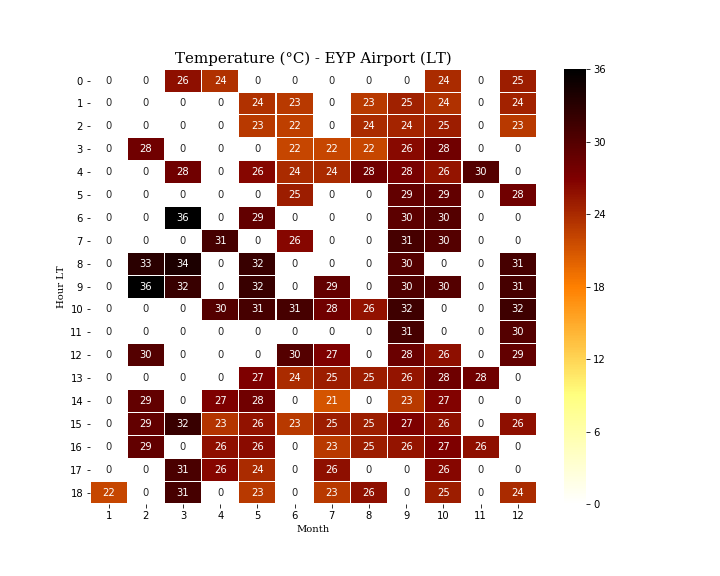 Temperature (°C) - EYP Airport (LT)
Hour LT
0 0 0 26 24 0 0 0 0 0 24 0 25
1 0 0 0 0 24 23 0 23 25 24 0 24
2 0 0 0 0 23 22 0 24 24 25 0 23
3 0 28 0 0 0 22 22 22 26 28 0 0
4 0 0 28 0 26 24 24 28 28 26 30 0
5 0 0 0 0 0 25 0 0 29 29 0 28
6 0 0 36 0 29 0 0 0 30 30 0 0
7 0 0 0 31 0 26 0 0 31 30 0 0
8 0 33 34 0 32 0 0 0 30 0 0 31
9 0 36 32 0 32 0 29 0 30 30 0 31
10 0 0 0 30 31 31 28 26 32 0 0 32
11 0 0 0 0 0 0 0 0 31 0 0 30
12 0 30 0 0 0 30 27 0 28 26 0 29
13 0 0 0 0 27 24 25 25 26 28 28 0
14 0 29 0 27 28 0 21 0 23 27 0 0
15 0 29 32 23 26 23 25 25 27 26 0 26
16 0 29 0 26 26 0 23 25 26 27 26 0
17 0 0 31 26 24 0 26 0 0 26 0 0
18 22 0 31 0 23 0 23 26 0 25 0 24
1 2 3 4 5 6 7 8 9 10 11 12
Month
36
30
24
18
12
6
0